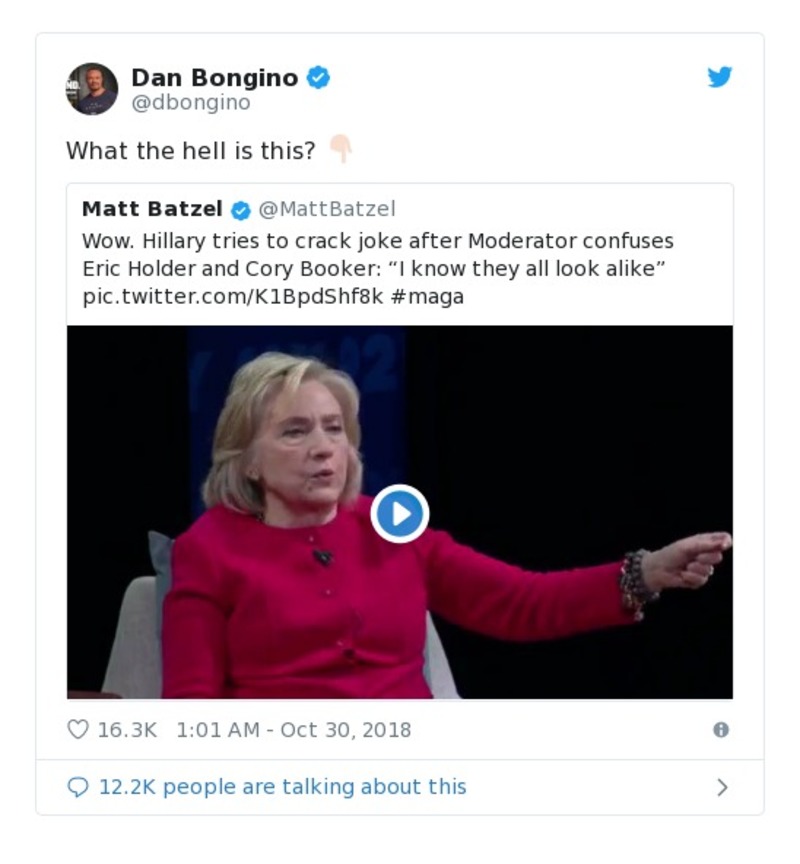 Dan Bongino
@dbongino
What the hell is this? 👇🏻
Matt Batzel @MattBatzel
Wow. Hillary tries to crack joke after Moderator confuses
Eric Holder and Cory Booker: “I know they all look alike”
pic.twitter.com/K1BpdShf8k #maga
16.3K 1:01 AM - Oct 30, 2018
12.2K people are talking about this